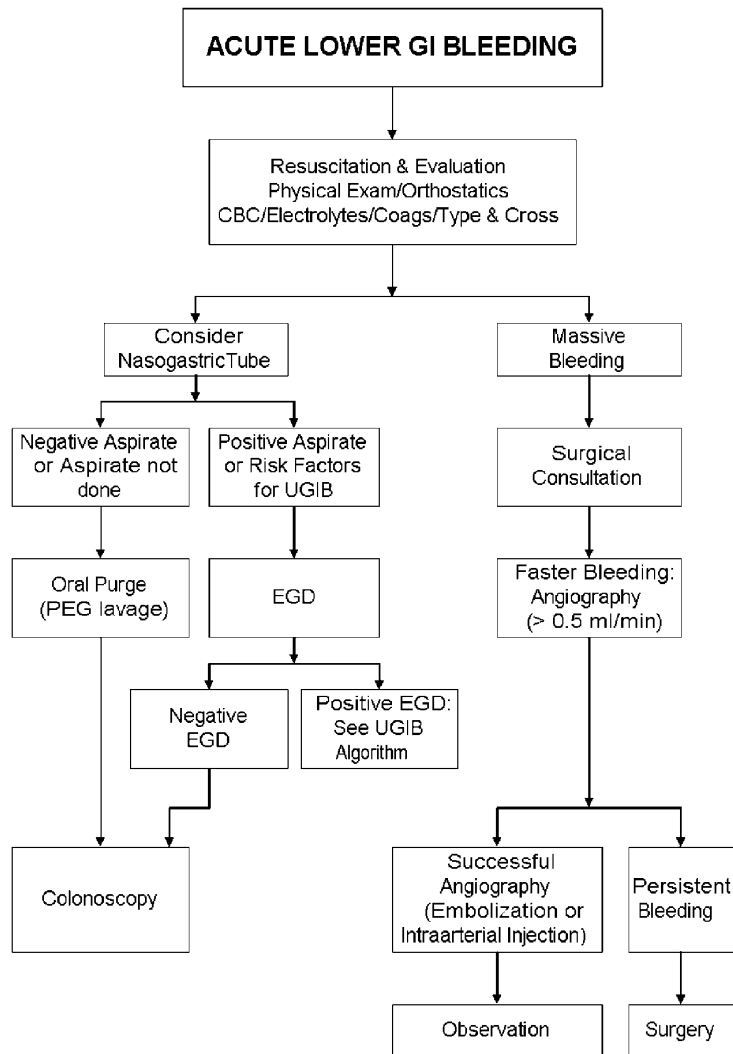 ACUTE LOWER GI BLEEDING
Resuscitation & Evaluation
Physical Exam/Orthostatics
CBC/Electrolytes/Coags/Type & Cross
Consider
NasogastricTube
Massive
Bleeding
Negative Aspirate
or Aspirate not
done
Positive Aspirate
or Risk Factors
for UGIB
Surgical
Consultation
Oral Purge
(PEG lavage)
EGD
Faster Bleeding:
Angiography
(> 0.5 ml/min)
Negative
EGD
Positive EGD:
See UGIB
Algorithm
Colonoscopy
Successful
Angiography
(Embolization or
Intraarterial Injection)
Persistent
Bleeding
Observation
Surgery